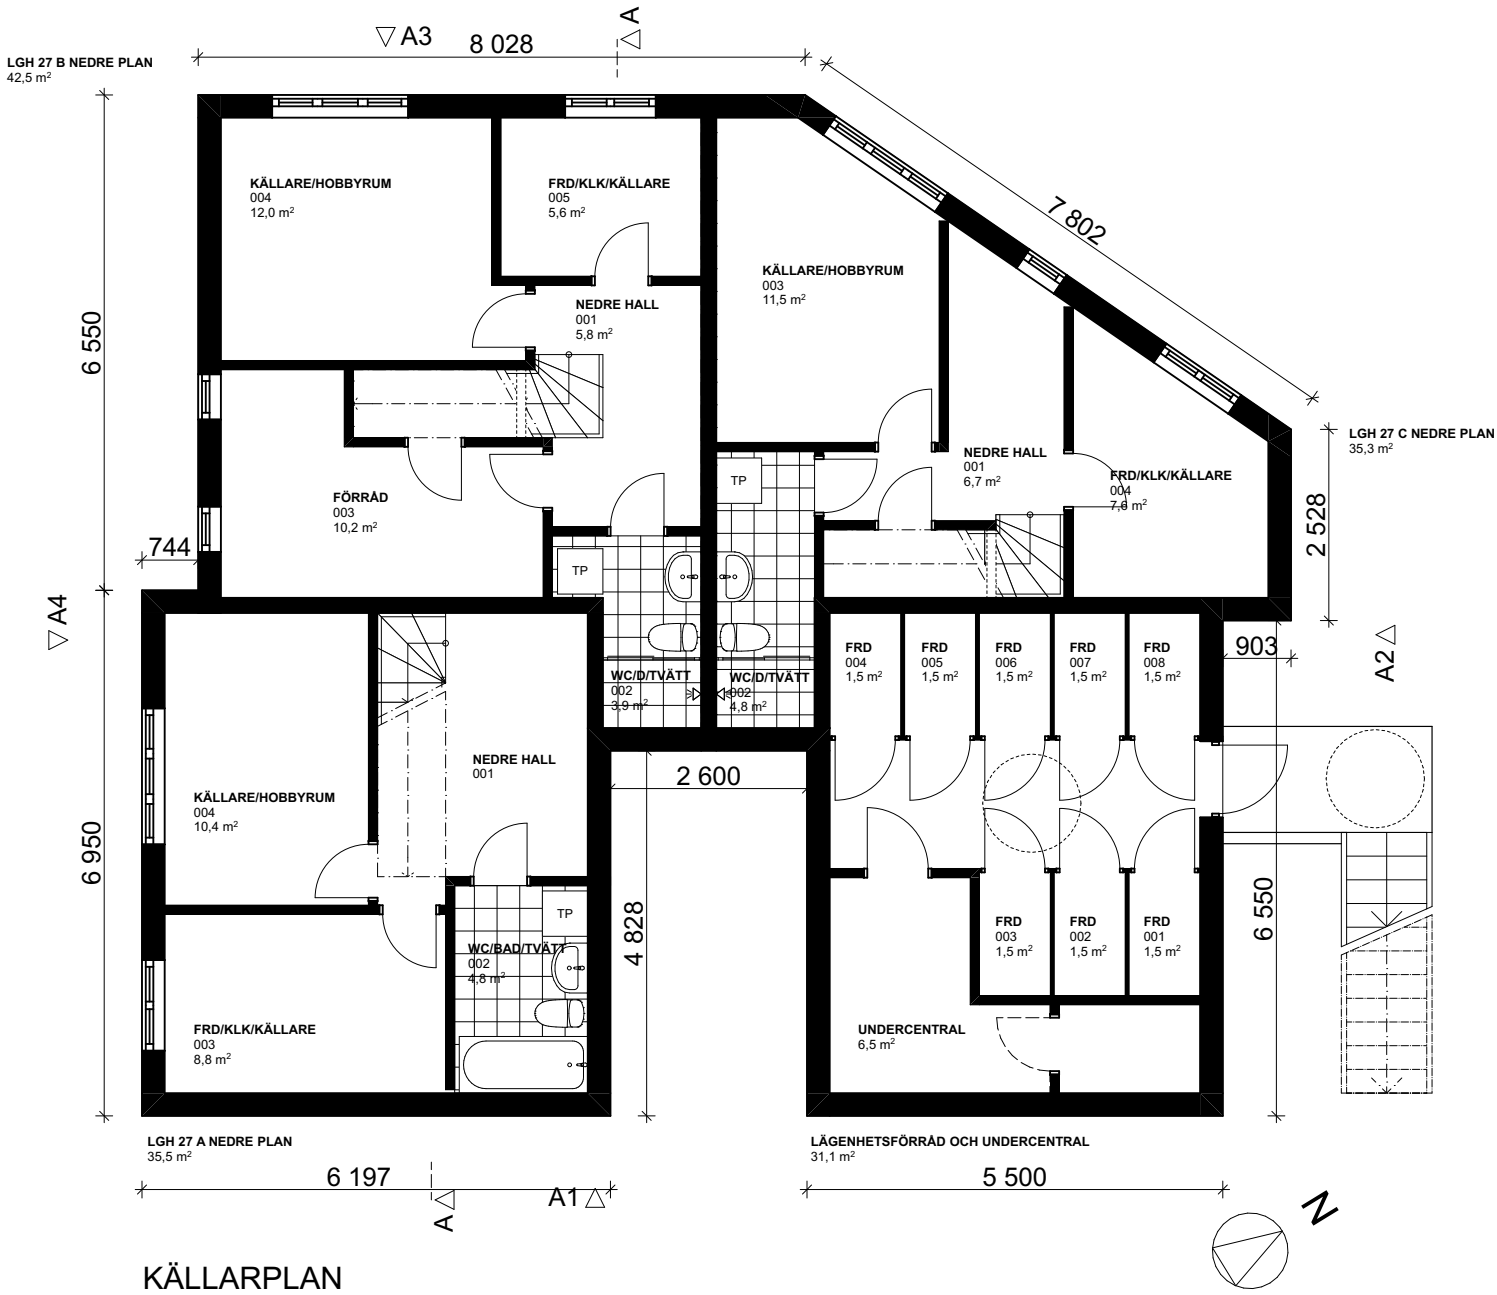 A3
8 028
A
LGH 27 B NEDRE PLAN
42,5 m²
KÄLLARE/HOBBYRUM
004
12,0 m²
FRD/KLK/KÄLLARE
005
5,6 m²
7 802
KÄLLARE/HOBBYRUM
003
11,5 m²
NEDRE HALL
001
5,8 m²
6 550
LGH 27 C NEDRE PLAN
35,3 m²
NEDRE HALL
001
6,7 m²
FRD/KLK/KÄLLARE
004
7,6 m²
TP
FÖRRÅD
003
10,2 m²
2 528
744
TP
A4
A2
903
FRD
004
1,5 m²
FRD
005
1,5 m²
FRD
006
1,5 m²
FRD
007
1,5 m²
FRD
008
1,5 m²
WC/D/TVÄTT
002
3,9 m²
WC/D/TVÄTT
002
4,8 m²
NEDRE HALL
001
2 600
KÄLLARE/HOBBYRUM
004
10,4 m²
6 950
TP
4 828
6 550
WC/BAD/TVÄTT
002
4,8 m²
FRD
003
1,5 m²
FRD
002
1,5 m²
FRD
001
1,5 m²
FRD/KLK/KÄLLARE
003
8,8 m²
UNDERCENTRAL
6,5 m²
LGH 27 A NEDRE PLAN
35,5 m²
LÄGENHETSFÖRRÅD OCH UNDERCENTRAL
31,1 m²
6 197
5 500
A
A1
N
KÄLLARPLAN